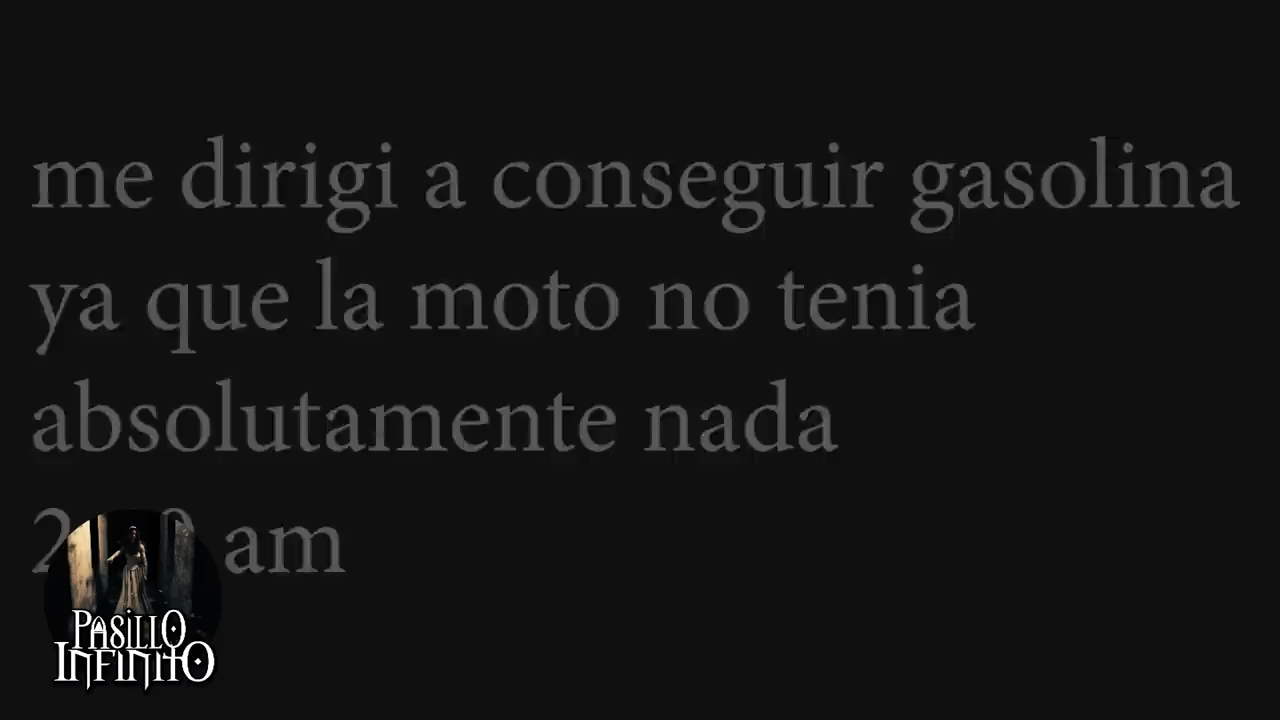 me dirigi a conseguir gasolina
ya que la moto no tenia
absolutamente nada
am
PASILLO
INFINITO